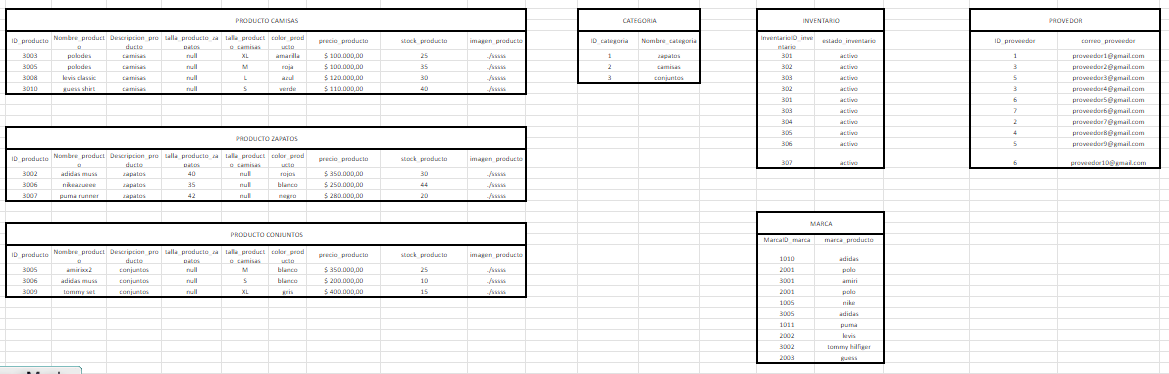 PRODUCTO CAMISAS
ID_producto Nombre_producto Descripcion_producto talla_producto_zapatos talla_producto_camisas color_producto precio_producto stock_producto imagen_producto
3003 polodes camisas null XL amarilla $ 100.000,00 25 ./sssss
3005 polodes camisas null M roja $ 100.000,00 35 ./sssss
3008 levis classic camisas null L azul $ 120.000,00 30 ./sssss
3010 guess shirt camisas null S verde $ 110.000,00 40 ./sssss
PRODUCTO ZAPATOS
ID_producto Nombre_producto Descripcion_producto talla_producto_zapatos talla_producto_camisas color_producto precio_producto stock_producto imagen_producto
3002 adidas muss zapatos 40 null rojos $ 350.000,00 30 ./sssss
3006 zapatos 35 null blanco $ 250.000,00 44 ./sssss
3007 puma runner zapatos 42 null negro $ 280.000,00 20 ./sssss
PRODUCTO CONJUNTOS
ID_producto Nombre_producto Descripcion_producto talla_producto_zapatos talla_producto_camisas color_producto precio_producto stock_producto imagen_producto
3005 conjuntos null M blanco $ 350.000,00 25 ./sssss
3006 adidas muss conjuntos null S blanco $ 200.000,00 10 ./sssss
3009 tommy set conjuntos null XL gris $ 400.000,00 15 ./sssss
CATEGORIA
ID_categoria Nombre_categoria
1 zapatos
2 camisas
3 conjuntos
INVENTARIO
InventarioID_inventario estado_inventario
301 activo
302 activo
303 activo
302 activo
301 activo
303 activo
304 activo
305 activo
306 activo
307 activo
MARCA
MarcaID_marca marca_producto
1010 adidas
2001 polo
3001 amiri
2001 polo
1005 nike
3005 adidas
1011 puma
2002 levis
3002 tommy hilfiger
2003 guess
PROVEDOR
ID_proveedor correo_proveedor
1 proveedor1@gmail.com
3 proveedor2@gmail.com
5 proveedor3@gmail.com
3 proveedor4@gmail.com
6 proveedor5@gmail.com
7 proveedor6@gmail.com
2 proveedor7@gmail.com
4 proveedor8@gmail.com
5 proveedor9@gmail.com
6 proveedor10@gmail.com